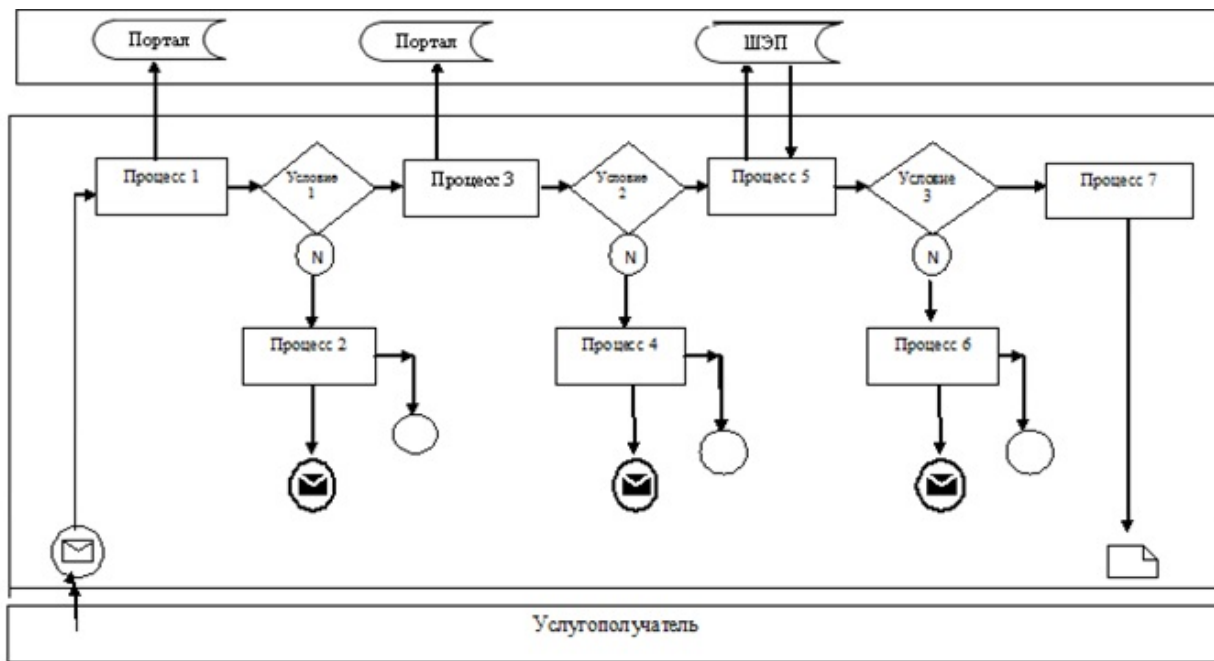 Портал
Портал
ШЭП
Процесс 1
Условие
1
Процесс 3
Условие
2
Процесс 5
Условие
3
Процесс 7
N
N
N
Процесс 2
Процесс 4
Процесс 6
Услугополучатель